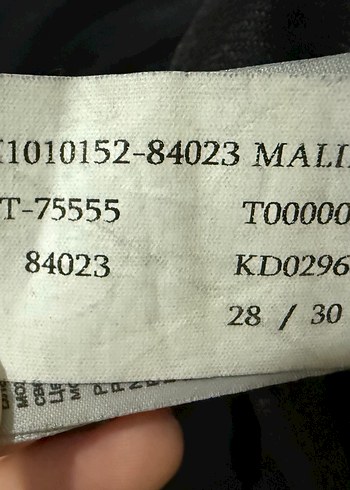 1010152-84023 MALI
T-75555 T00000
84023 KD0296
28 / 30